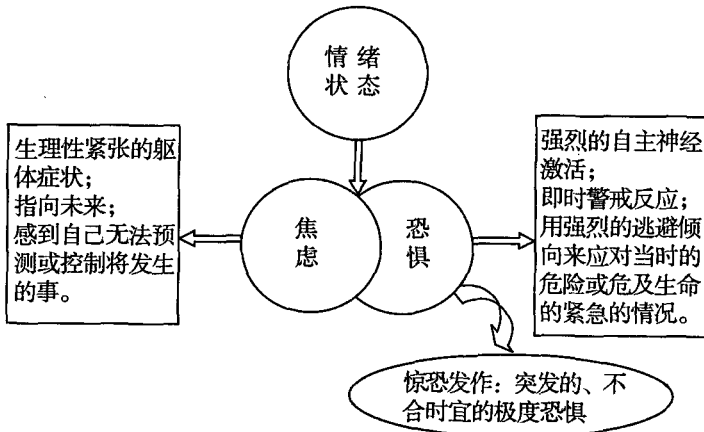 情绪
状态
生理性紧张的躯
体症状；
指向未来；
感到自己无法预
测或控制将发生
的事。
焦
虑
恐
惧
强烈的自主神经
激活；
即时警戒反应；
用强烈的逃避倾
向来应对当时的
危险或危及生命
的紧急的情况。
惊恐发作：突发的、不
合时宜的极度恐惧